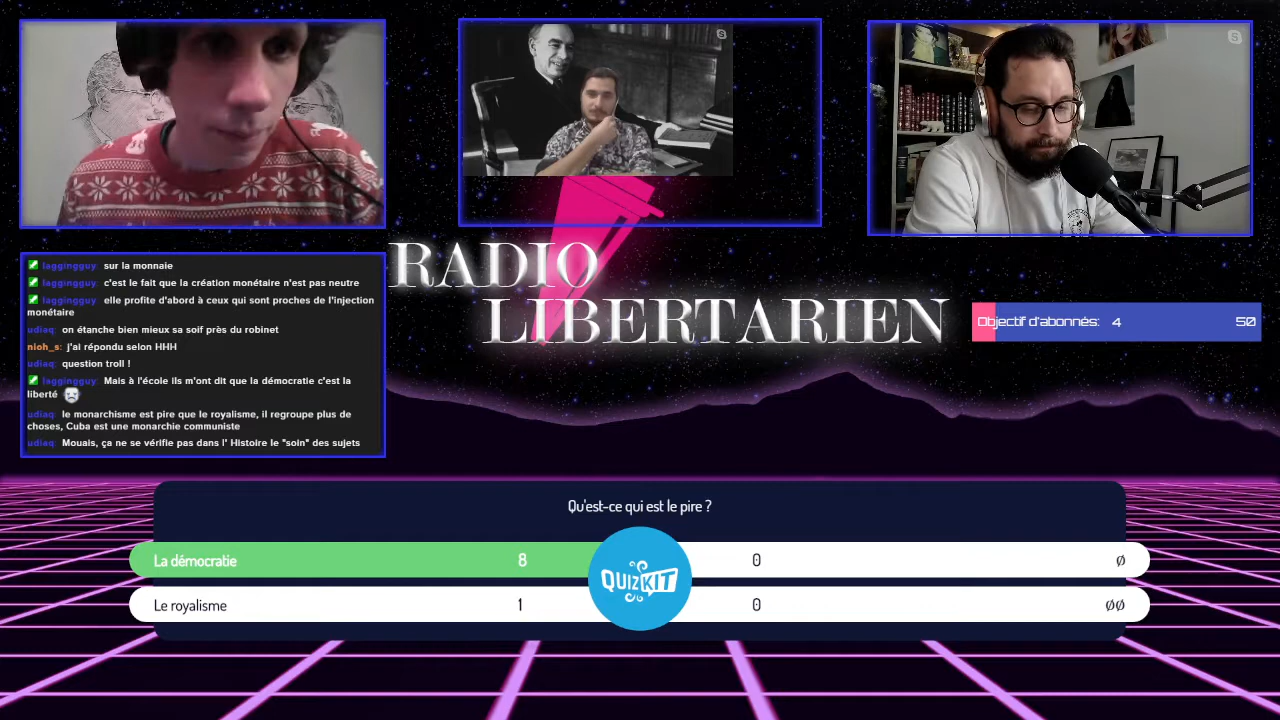 RADIO
LIBERTARIEN
laggingguy: sur la monnaie
laggingguy: c'est le fait que la création monétaire n'est pas neutre
laggingguy: elle profite d'abord à ceux qui sont proches de l'injection
monétaire
udiaq: on étanche bien mieux sa soif près du robinet
nioh_s: j'ai répondu selon HHH
udiaq: question troll !
laggingguy: Mais à l'école ils m'ont dit que la démocratie c'est la
liberté
udiaq: le monarchisme est pire que le royalisme, il regroupe plus de
choses, Cuba est une monarchie communiste
udiaq: Mouais, ça ne se vérifie pas dans l' Histoire le "soin" des sujets
Objectif d'abonnés: 4 50
Qu'est-ce qui est le pire ?
La démocratie 8 0 ø
QUIZKIT
Le royalisme 1 0 øø